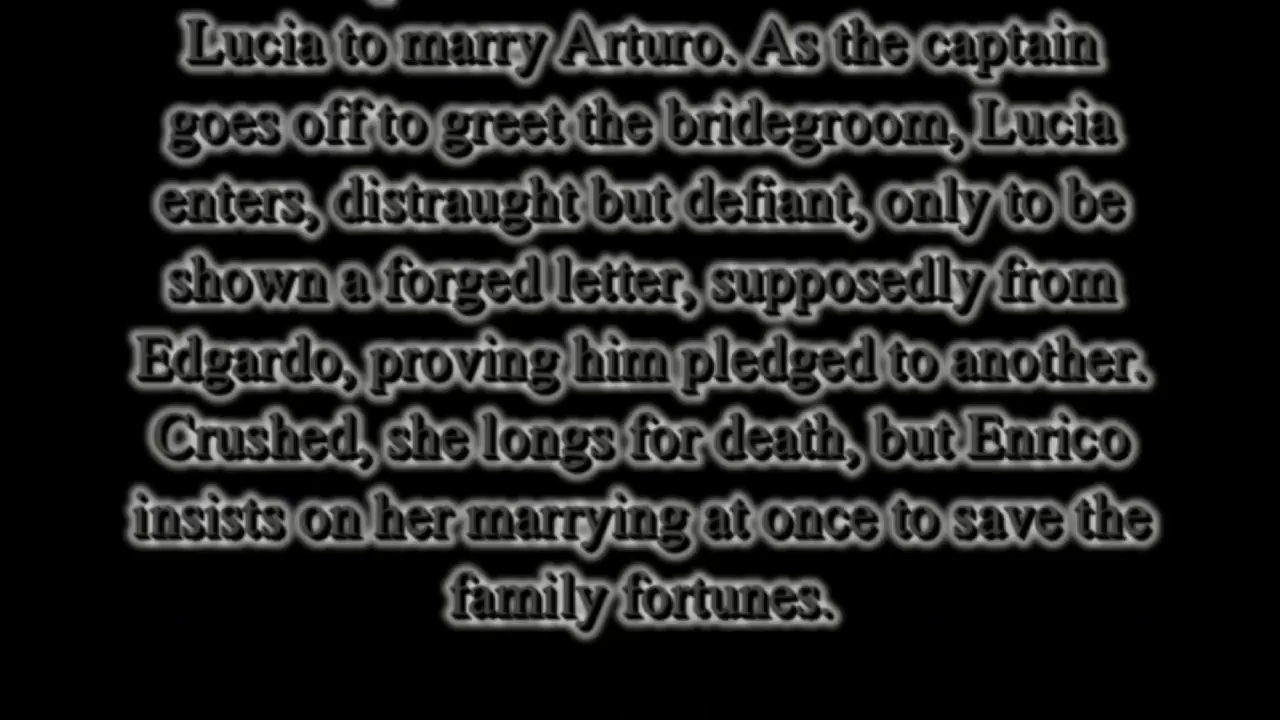 Lucia to marry Arturo. As the captain
goes off to greet the bridegroom, Lucia
enters, distraught but defiant, only to be
shown a forged letter, supposedly from
Edgardo, proving him pledged to another.
Crushed, she longs for death, but Enrico
insists on her marrying at once to save the
family fortunes.